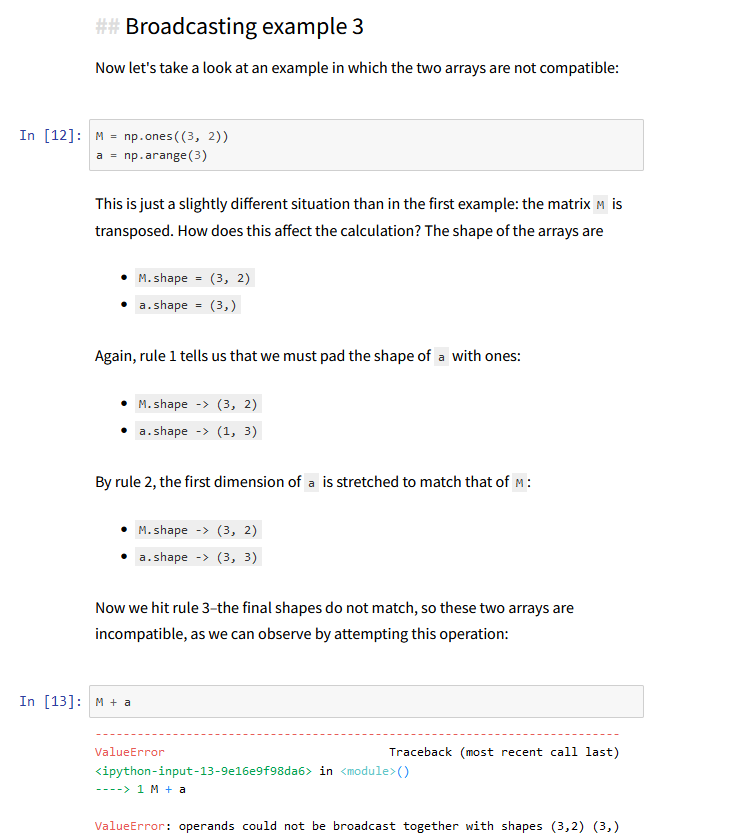 ## Broadcasting example 3
Now let's take a look at an example in which the two arrays are not compatible:
In [12]: M = np.ones((3, 2))
a = np.arange(3)
This is just a slightly different situation than in the first example: the matrix M is
transposed. How does this affect the calculation? The shape of the arrays are
• M.shape = (3, 2)
• a.shape = (3,)
Again, rule 1 tells us that we must pad the shape of a with ones:
• M.shape -> (3, 2)
• a.shape -> (1, 3)
By rule 2, the first dimension of a is stretched to match that of M:
• M.shape -> (3, 2)
• a.shape -> (3, 3)
Now we hit rule 3–the final shapes do not match, so these two arrays are
incompatible, as we can observe by attempting this operation:
In [13]: M + a
---------------------------------------------------------------------------
ValueError Traceback (most recent call last)
<ipython-input-13-9e16e9f98da6> in <module>()
----> 1 M + a
ValueError: operands could not be broadcast together with shapes (3,2) (3,)